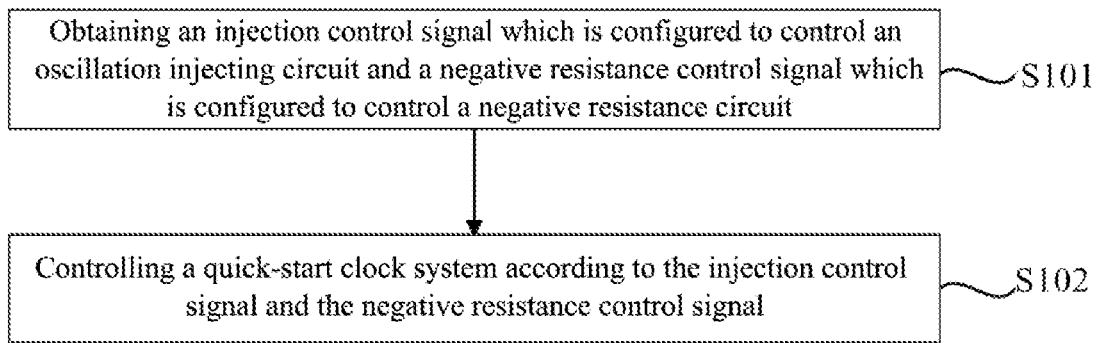 Obtaining an injection control signal which is configured to control an
oscillation injecting circuit and a negative resistance control signal which
is configured to control a negative resistance circuit
S101
Controlling a quick-start clock system according to the injection control
signal and the negative resistance control signal
S102